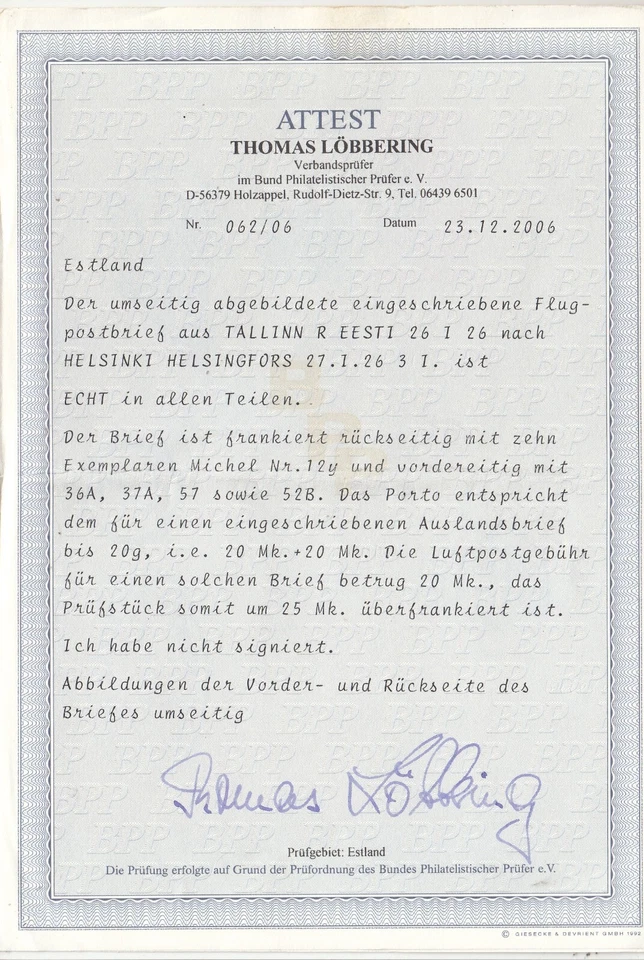 ATTEST
THOMAS LÖBBERING
Verbandsprüfer
im Bund Philatelistischer Prüfer e. V.
D-56379 Holzappel, Rudolf-Dietz-Str. 9, Tel. 06439 6501
Nr. 062/06 Datum 23.12.2006
Estland
Der umseitig abgebildete eingeschriebene Flug-
postbrief aus TALLINN R EESTI 26 I 26 nach
HELSINKI HELSINGFORS 27.I.26 3 I. ist
ECHT in allen Teilen.
Der Brief ist frankiert rückseitig mit zehn
Exemplaren Michel Nr.12y und vordereitig mit
36A, 37A, 57 sowie 52B. Das Porto entspricht
dem für einen eingeschriebenen Auslandsbrief
bis 20g, i.e. 20 Mk.+20 Mk. Die Luftpostgebühr
für einen solchen Brief betrug 20 Mk., das
Prüfstück somit um 25 Mk. überfrankiert ist.
Ich habe nicht signiert.
Abbildungen der Vorder- und Rückseite des
Briefes umseitig
Thomas Löbbering
Prüfgebiet: Estland
Die Prüfung erfolgte auf Grund der Prüfordnung des Bundes Philatelistischer Prüfer e.V.
© GIESECKE & DEVRIENT GMBH 1992
BPP